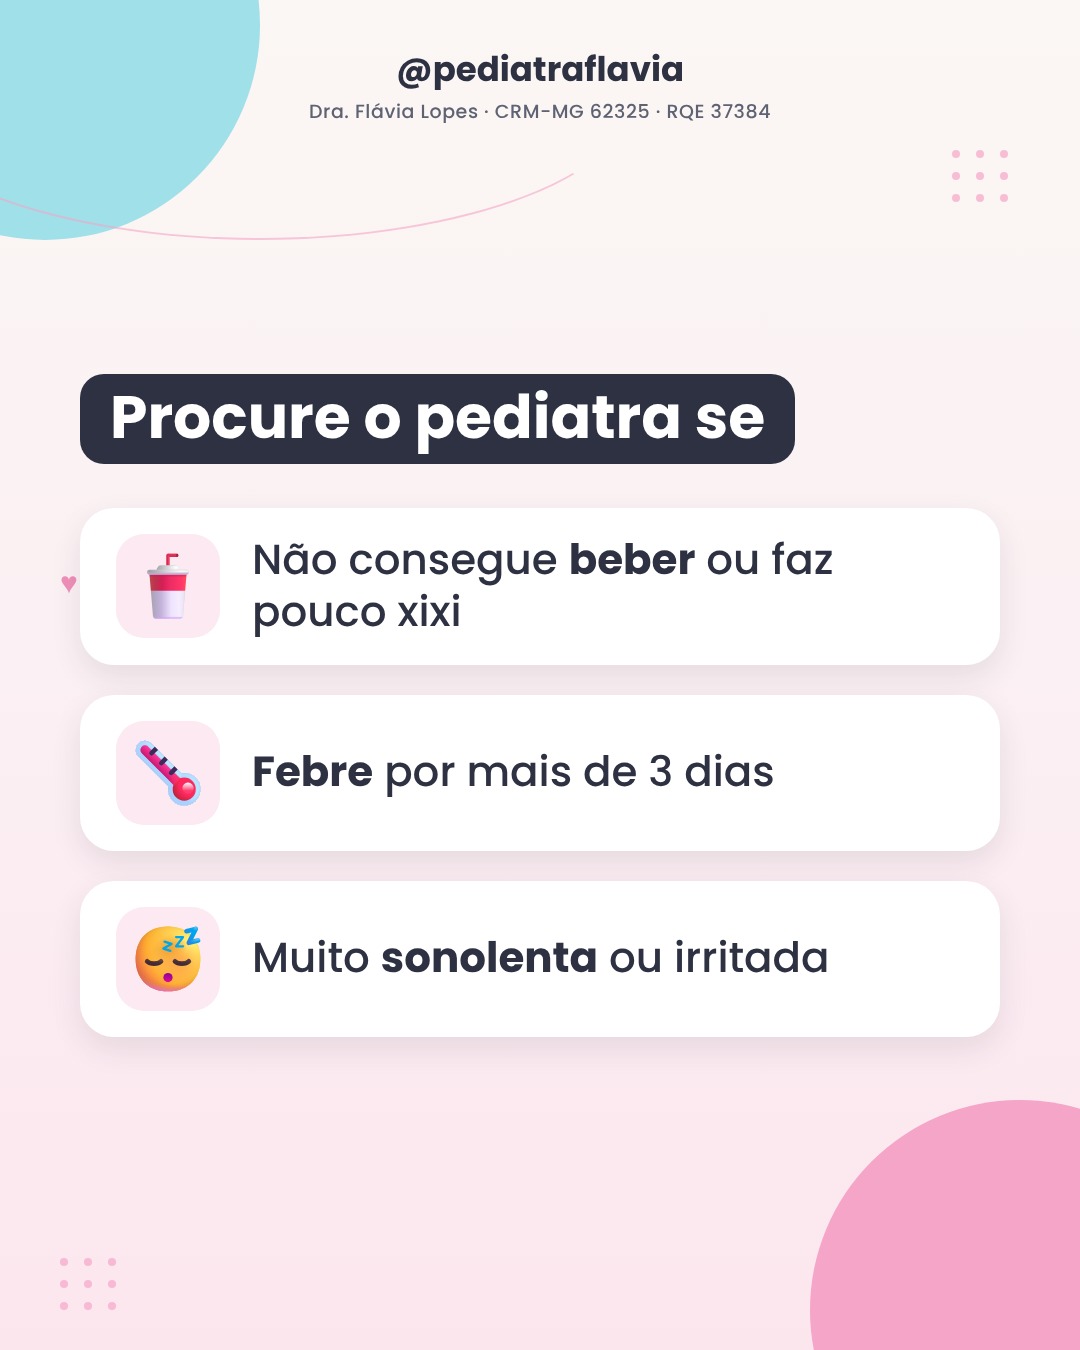 @pediatraflavia
Dra. Flávia Lopes · CRM-MG 62325 · RQE 37384
Procure o pediatra se
Não consegue beber ou faz
pouco xixi
Febre por mais de 3 dias
Muito sonolenta ou irritada